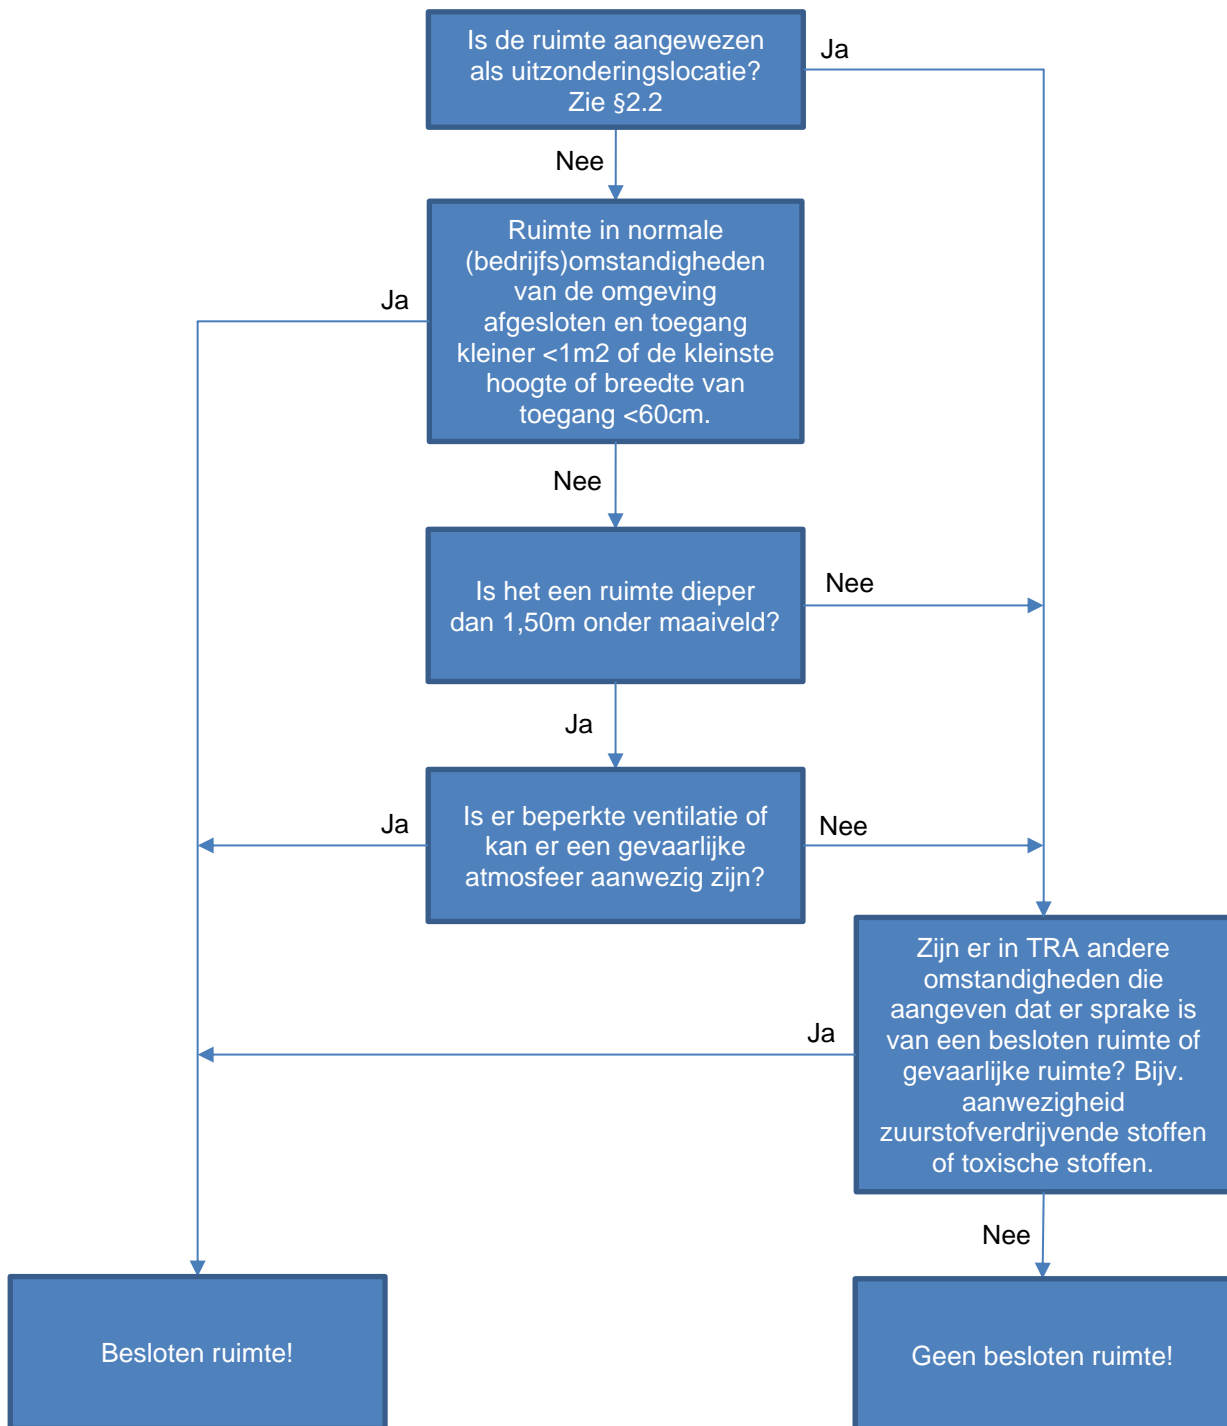 Is de ruimte aangewezen
als uitzonderingslocatie?
Zie §2.2
Ja
Nee
Ruimte in normale
(bedrijfs)omstandigheden
van de omgeving
afgesloten en toegang
kleiner <1m2 of de kleinste
hoogte of breedte van
toegang <60cm.
Ja
Nee
Is het een ruimte dieper
dan 1,50m onder maaiveld?
Nee
Ja
Is er beperkte ventilatie of
kan er een gevaarlijke
atmosfeer aanwezig zijn?
Ja
Nee
Zijn er in TRA andere
omstandigheden die
aangeven dat er sprake is
van een besloten ruimte of
gevaarlijke ruimte? Bijv.
aanwezigheid
zuurstofverdrijvende stoffen
of toxische stoffen.
Ja
Nee
Besloten ruimte!
Geen besloten ruimte!